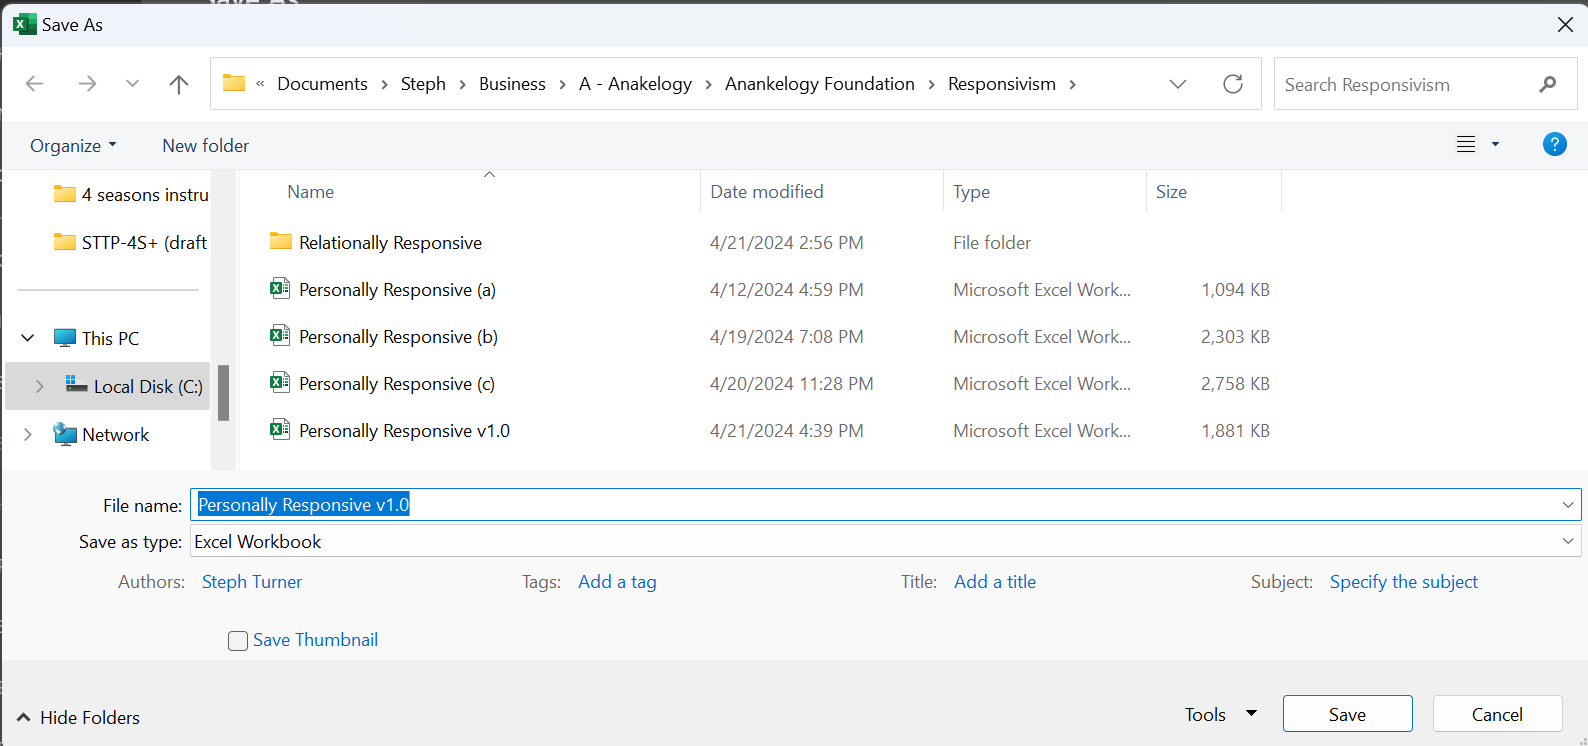 Save As
« Documents > Steph > Business > A - Anakelogy > Anankelogy Foundation > Responsivism >
Search Responsivism
Organize
New folder
?
4 seasons instru
STTP-4S+ (draft
This PC
Local Disk (C:)
Network
Name Date modified Type Size
Relationally Responsive 4/21/2024 2:56 PM File folder
Personally Responsive (a) 4/12/2024 4:59 PM Microsoft Excel Work... 1,094 KB
Personally Responsive (b) 4/19/2024 7:08 PM Microsoft Excel Work... 2,303 KB
Personally Responsive (c) 4/20/2024 11:28 PM Microsoft Excel Work... 2,758 KB
Personally Responsive v1.0 4/21/2024 4:39 PM Microsoft Excel Work... 1,881 KB
File name: Personally Responsive v1.0
Save as type: Excel Workbook
Authors: Steph Turner Tags: Add a tag Title: Add a title Subject: Specify the subject
Save Thumbnail
Hide Folders
Tools
Save
Cancel